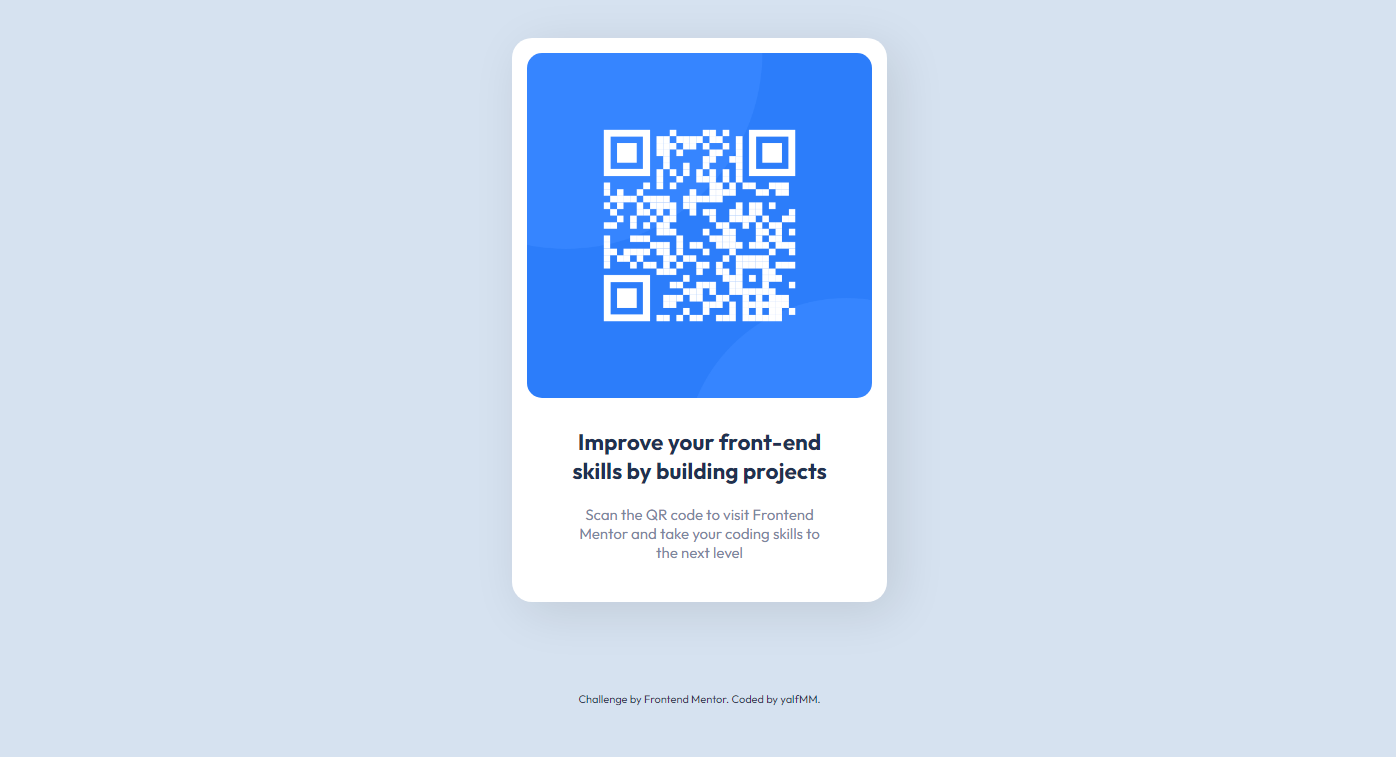 Improve your front-end
skills by building projects
Scan the QR code to visit Frontend
Mentor and take your coding skills to
the next level
Challenge by Frontend Mentor. Coded by yalfMM.